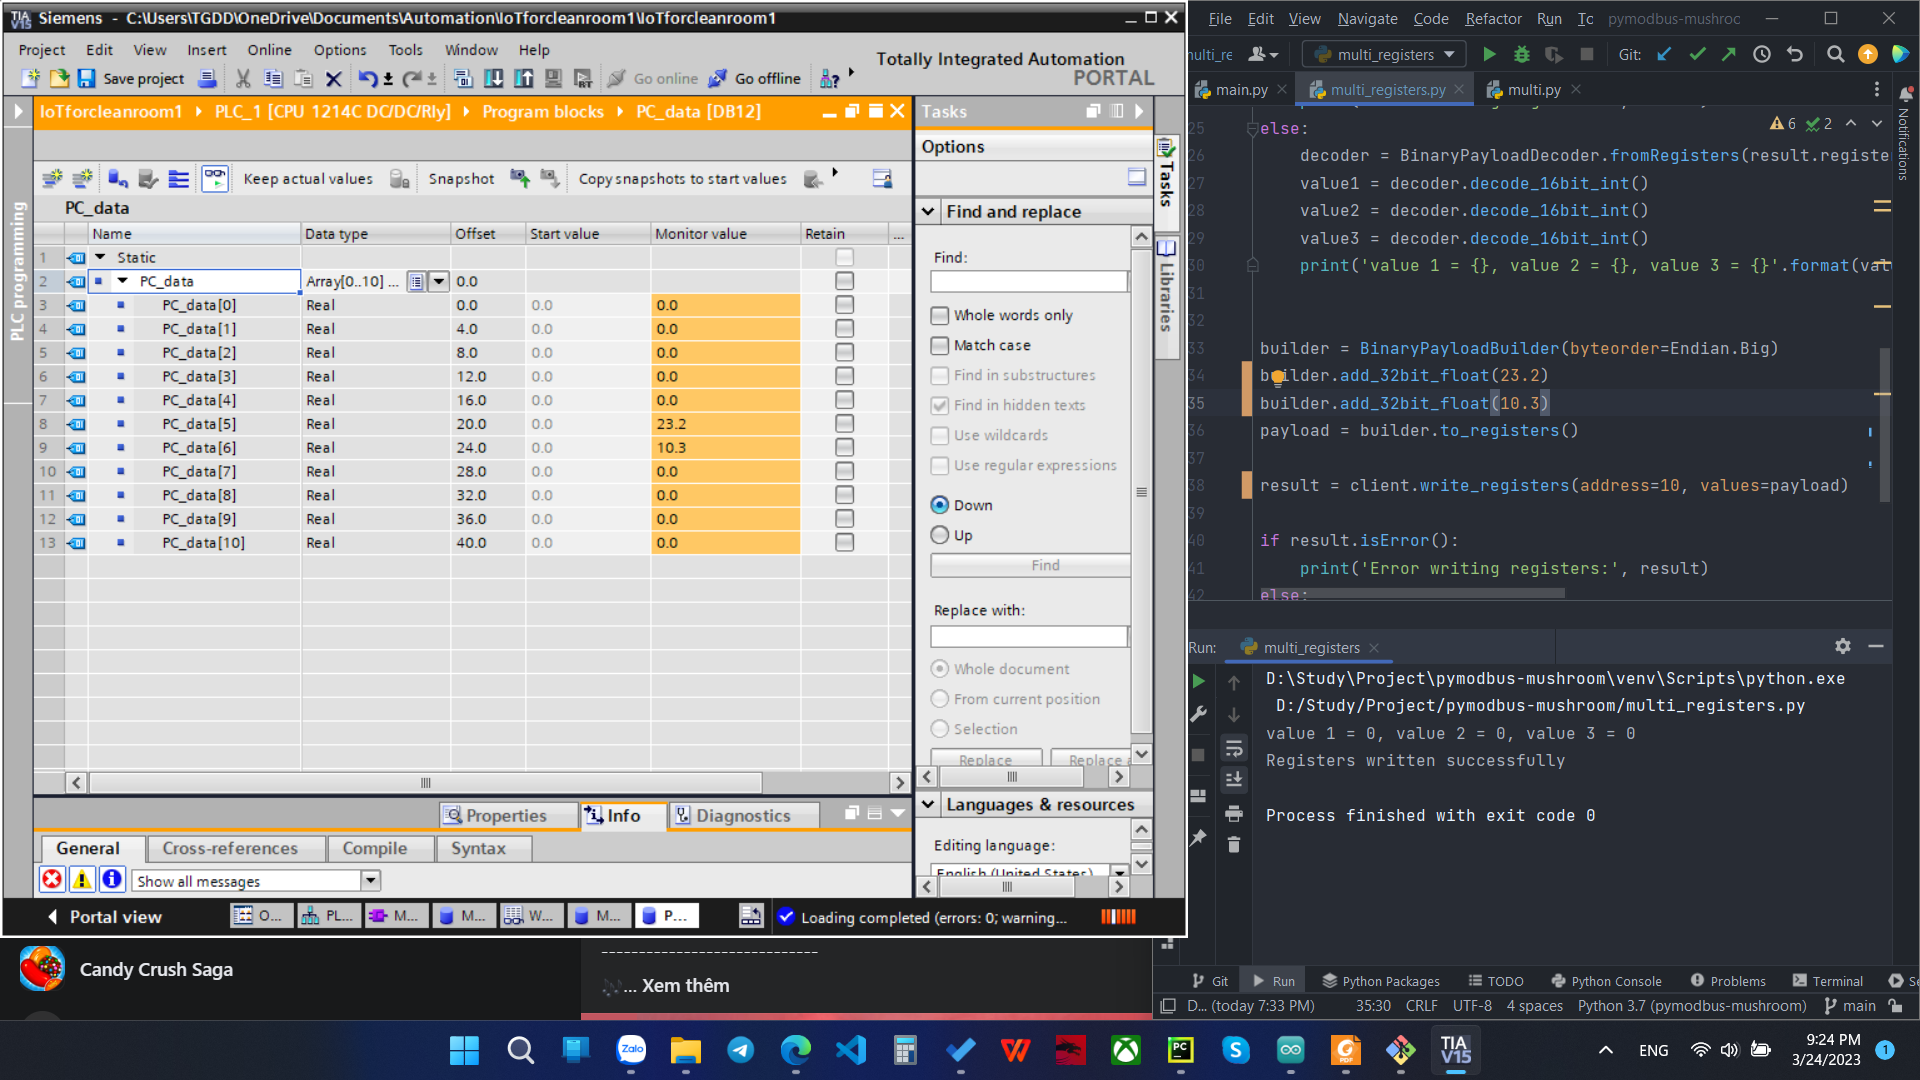 Siemens - C:\Users\TGDD\OneDrive\Documents\Automation\IoTforcleanroom1\IoTforcleanroom1
Project Edit View Insert Online Options Tools Window Help
Totally Integrated Automation
PORTAL
Save project Go online Go offline
IoTforcleanroom1 PLC_1 [CPU 1214C DC/DC/Rly] Program blocks PC_data [DB12]
Keep actual values Snapshot Copy snapshots to start values
PC_data
Name Data type Offset Start value Monitor value Retain ...
1 Static
2 PC_data Array[0..10] ... 0.0
3 PC_data[0] Real 0.0 0.0 0.0
4 PC_data[1] Real 4.0 0.0 0.0
5 PC_data[2] Real 8.0 0.0 0.0
6 PC_data[3] Real 12.0 0.0 0.0
7 PC_data[4] Real 16.0 0.0 0.0
8 PC_data[5] Real 20.0 0.0 23.2
9 PC_data[6] Real 24.0 0.0 10.3
10 PC_data[7] Real 28.0 0.0 0.0
11 PC_data[8] Real 32.0 0.0 0.0
12 PC_data[9] Real 36.0 0.0 0.0
13 PC_data[10] Real 40.0 0.0 0.0
PLC programming
Properties Info Diagnostics
General Cross-references Compile Syntax
Show all messages
Portal view O... PL... M... M... W... M... P... Loading completed (errors: 0; warning...
Tasks
Options
Find and replace
Find:
Whole words only
Match case
Find in substructures
Find in hidden texts
Use wildcards
Use regular expressions
Down
Up
Find
Replace with:
Whole document
From current position
Selection
Replace Replace a
Languages & resources
Editing language:
English (United States)
Tasks
Libraries
File Edit View Navigate Code Refactor Run To pymodbus-mushroc
multi_re multi_registers Git:
main.py multi_registers.py multi.py
Notifications
6 2
25 else:
26 decoder = BinaryPayloadDecoder.fromRegisters(result.registe
27 value1 = decoder.decode_16bit_int()
28 value2 = decoder.decode_16bit_int()
29 value3 = decoder.decode_16bit_int()
30 print('value 1 = {}, value 2 = {}, value 3 = {}'.format(val
31
32
33 builder = BinaryPayloadBuilder(byteorder=Endian.Big)
34 builder.add_32bit_float(23.2)
35 builder.add_32bit_float(10.3)
36 payload = builder.to_registers()
37
38 result = client.write_registers(address=10, values=payload)
39
40 if result.isError():
41 print('Error writing registers:', result)
42 else:
Run: multi_registers
D:\Study\Project\pymodbus-mushroom\venv\Scripts\python.exe
D:/Study/Project/pymodbus-mushroom/multi_registers.py
value 1 = 0, value 2 = 0, value 3 = 0
Registers written successfully
Process finished with exit code 0
Git Run Python Packages TODO Python Console Problems Terminal Se
D... (today 7:33 PM) 35:30 CRLF UTF-8 4 spaces Python 3.7 (pymodbus-mushroom) main
Candy Crush Saga
-----------------------------
... Xem thêm
Zalo
PC
TIA
V15
ENG
9:24 PM
3/24/2023
1